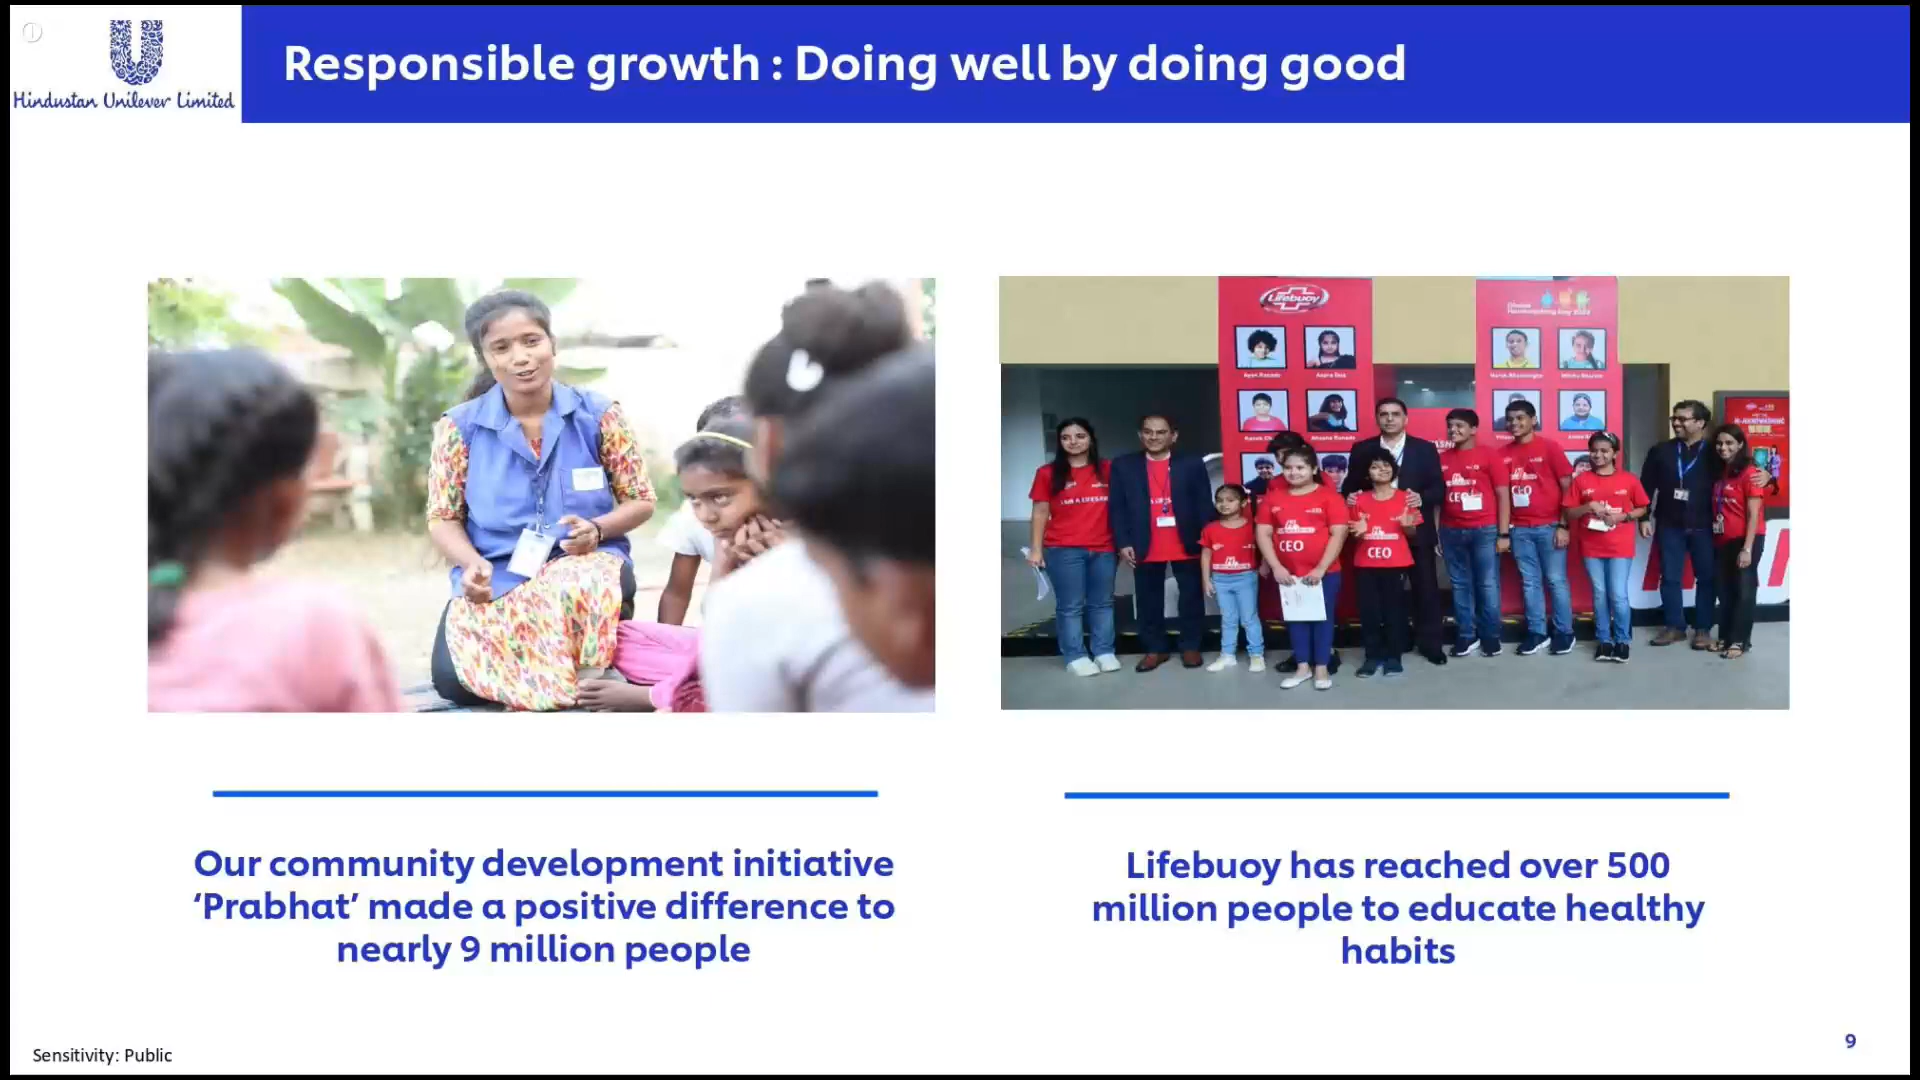 Hindustan Unilever Limited
Responsible growth : Doing well by doing good
Lifebuoy
CEO
CEO
CEO
CEO
Our community development initiative
‘Prabhat’ made a positive difference to
nearly 9 million people
Lifebuoy has reached over 500
million people to educate healthy
habits
Sensitivity: Public
9